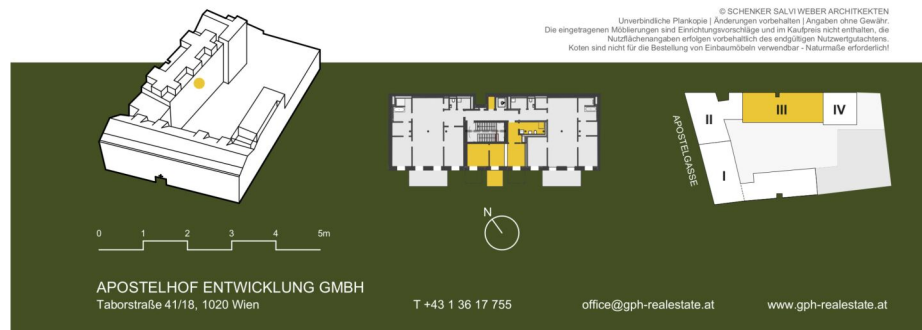 © SCHENKER SALVI WEBER ARCHITKEKTEN
Unverbindliche Plankopie | Änderungen vorbehalten | Angaben ohne Gewähr.
Die eingetragenen Möblierungen sind Einrichtungsvorschläge und im Kaufpreis nicht enthalten, die
Nutzflächenangaben erfolgen vorbehaltlich des endgültigen Nutzwertgutachtens.
Koten sind nicht für die Bestellung von Einbaumöbeln verwendbar - Naturmaße erforderlich!
II
III
IV
APOSTELGASSE
I
N
0 1 2 3 4 5m
APOSTELHOF ENTWICKLUNG GMBH
Taborstraße 41/18, 1020 Wien
T +43 1 36 17 755
office@gph-realestate.at
www.gph-realestate.at